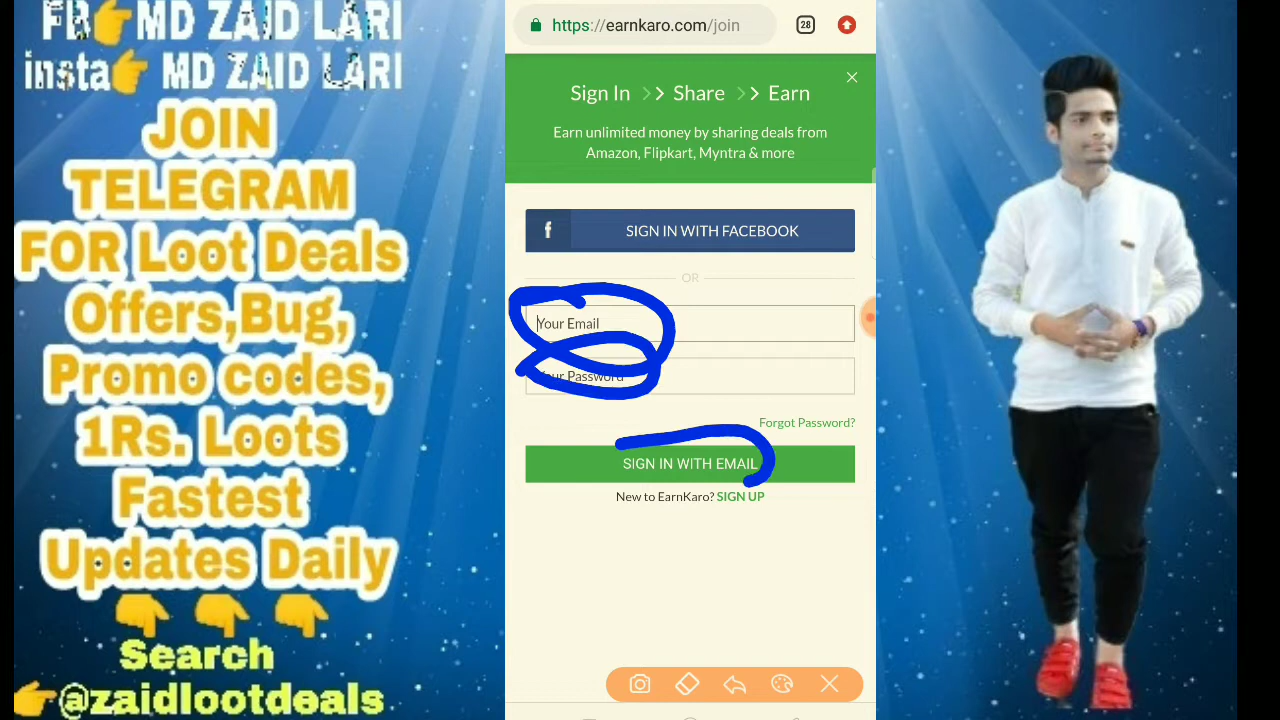 FB👉MD ZAID LARI
insta👉 MD ZAID LARI
JOIN
TELEGRAM
FOR Loot Deals
Offers,Bug,
Promo codes,
1Rs. Loots
Fastest
Updates Daily
👇 👇 👇
Search
👉@zaidlootdeals
https://earnkaro.com/join
28
Sign In >> Share >> Earn
Earn unlimited money by sharing deals from
Amazon, Flipkart, Myntra & more
f SIGN IN WITH FACEBOOK
OR
Your Email
Your Password
Forgot Password?
SIGN IN WITH EMAIL
New to EarnKaro? SIGN UP